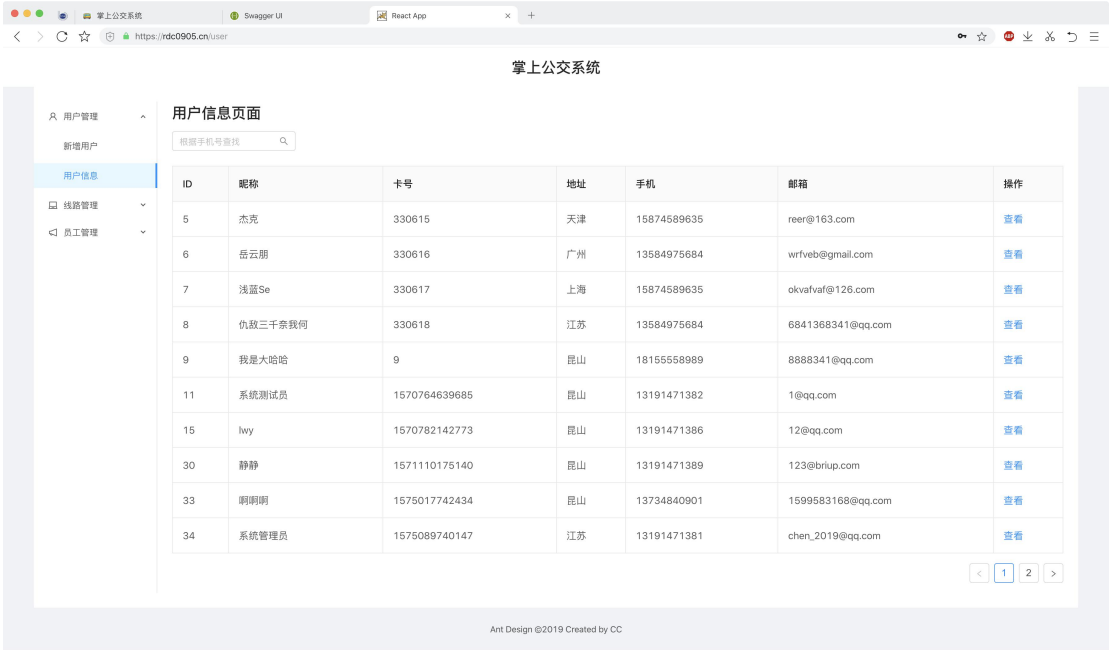 掌上公交系统 Swagger UI React App
https://rdc0905.cn/user
ABP
掌上公交系统
用户管理
新增用户
用户信息
线路管理
员工管理
用户信息页面
根据手机号查找
ID 昵称 卡号 地址 手机 邮箱 操作
5 杰克 330615 天津 15874589635 reer@163.com 查看
6 岳云朋 330616 广州 13584975684 wrfveb@gmail.com 查看
7 浅蓝Se 330617 上海 15874589635 okvafvaf@126.com 查看
8 仇敌三千奈我何 330618 江苏 13584975684 6841368341@qq.com 查看
9 我是大哈哈 9 昆山 18155558989 8888341@qq.com 查看
11 系统测试员 1570764639685 昆山 13191471382 1@qq.com 查看
15 lwy 1570782142773 昆山 13191471386 12@qq.com 查看
30 静静 1571110175140 昆山 13191471389 123@briup.com 查看
33 啊啊啊 1575017742434 昆山 13734840901 1599583168@qq.com 查看
34 系统管理员 1575089740147 江苏 13191471381 chen_2019@qq.com 查看
< 1 2 >
Ant Design ©2019 Created by CC